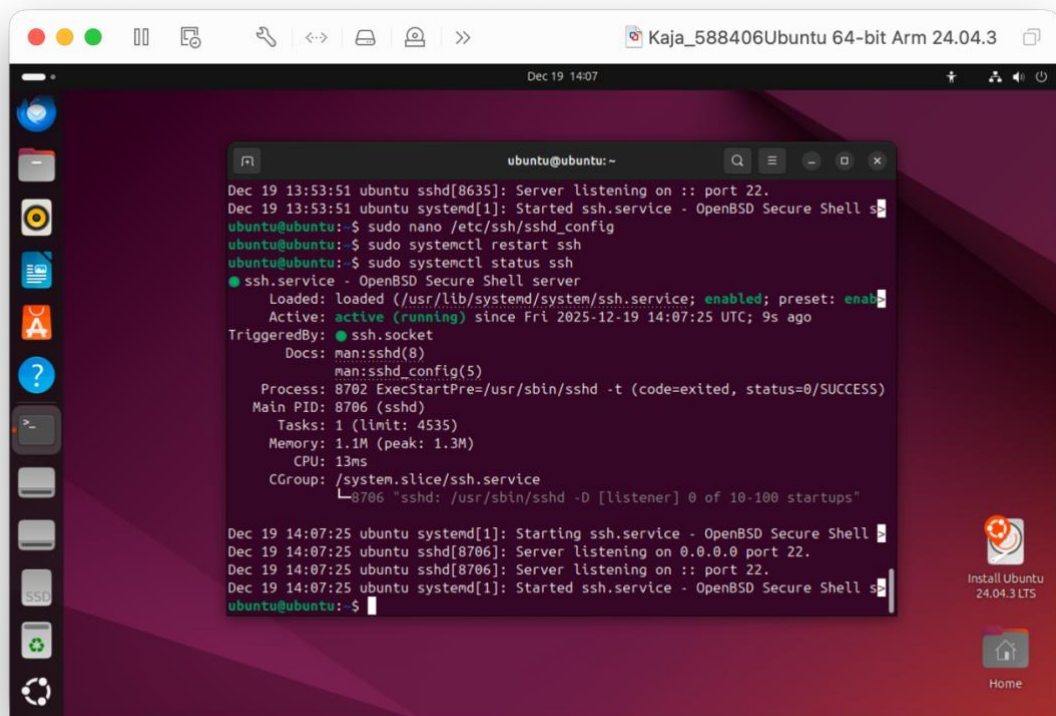 Kaja_588406Ubuntu 64-bit Arm 24.04.3
Dec 19 14:07
ubuntu@ubuntu: ~
Dec 19 13:53:51 ubuntu sshd[8635]: Server listening on :: port 22.
Dec 19 13:53:51 ubuntu systemd[1]: Started ssh.service - OpenBSD Secure Shell s>
ubuntu@ubuntu:~$ sudo nano /etc/ssh/sshd_config
ubuntu@ubuntu:~$ sudo systemctl restart ssh
ubuntu@ubuntu:~$ sudo systemctl status ssh
● ssh.service - OpenBSD Secure Shell server
Loaded: loaded (/usr/lib/systemd/system/ssh.service; enabled; preset: enab>
Active: active (running) since Fri 2025-12-19 14:07:25 UTC; 9s ago
TriggeredBy: ● ssh.socket
Docs: man:sshd(8)
man:sshd_config(5)
Process: 8702 ExecStartPre=/usr/sbin/sshd -t (code=exited, status=0/SUCCESS)
Main PID: 8706 (sshd)
Tasks: 1 (limit: 4535)
Memory: 1.1M (peak: 1.3M)
CPU: 13ms
CGroup: /system.slice/ssh.service
└─8706 "sshd: /usr/sbin/sshd -D [listener] 0 of 10-100 startups"
Dec 19 14:07:25 ubuntu systemd[1]: Starting ssh.service - OpenBSD Secure Shell >
Dec 19 14:07:25 ubuntu sshd[8706]: Server listening on 0.0.0.0 port 22.
Dec 19 14:07:25 ubuntu sshd[8706]: Server listening on :: port 22.
Dec 19 14:07:25 ubuntu systemd[1]: Started ssh.service - OpenBSD Secure Shell s>
ubuntu@ubuntu:~$
SSD
Install Ubuntu
24.04.3 LTS
Home